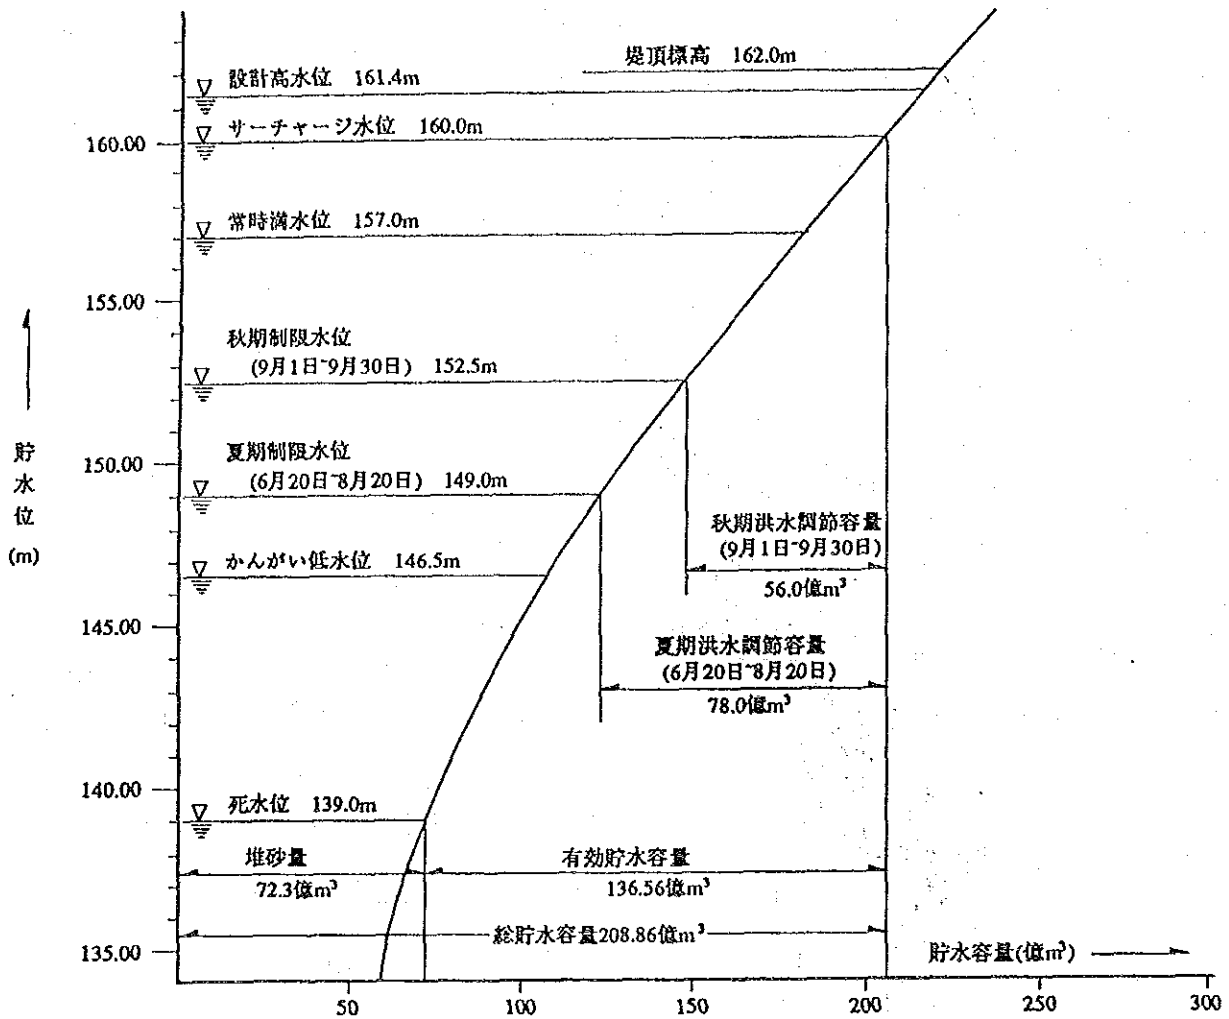 堤頂標高 162.0m
設計高水位 161.4m
サーチャージ水位 160.0m
160.00
常時満水位 157.0m
155.00
秋期制限水位
(9月1日~9月30日) 152.5m
夏期制限水位
150.00
(6月20日~8月20日) 149.0m
貯水位
(m)
秋期洪水調節容量
(9月1日~9月30日)
56.0億m³
かんがい低水位 146.5m
145.00
夏期洪水調節容量
(6月20日~8月20日)
78.0億m³
140.00
死水位 139.0m
堆砂量
72.3億m³
有効貯水容量
136.56億m³
総貯水容量208.86億m³
135.00
貯水容量(億m³)
50 100 150 200 250 300